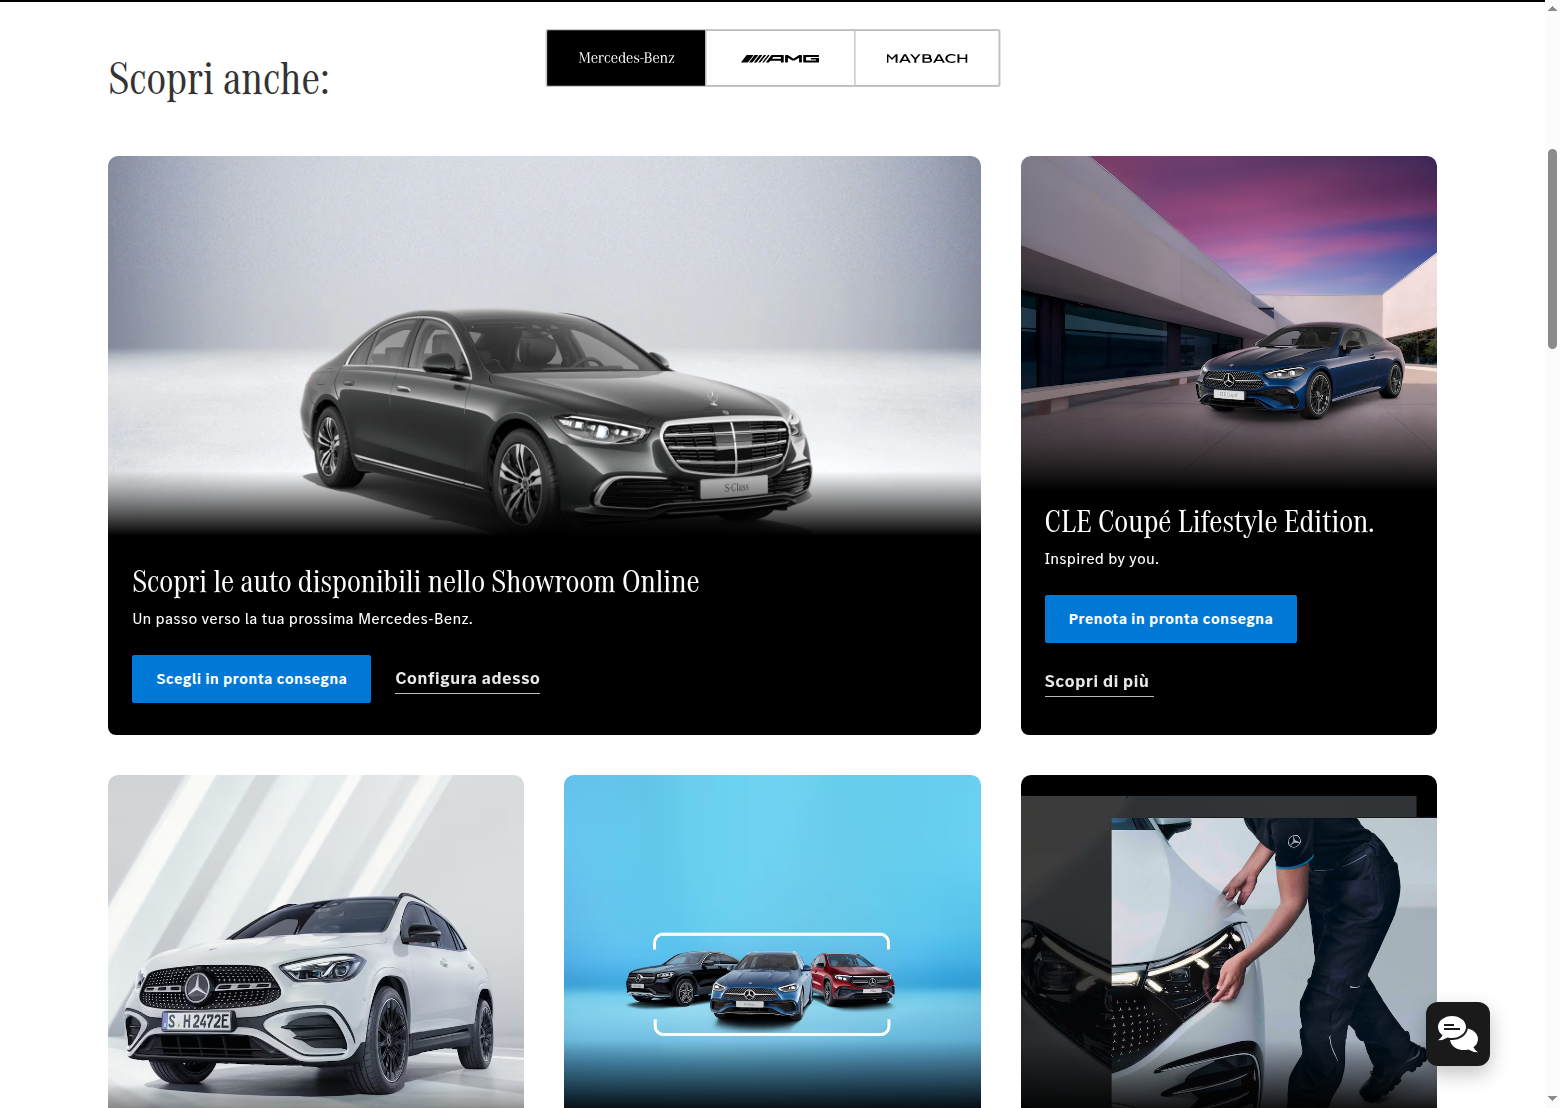 Scopri anche:
Mercedes-Benz
AMG
MAYBACH
S-Class
Scopri le auto disponibili nello Showroom Online
Un passo verso la tua prossima Mercedes-Benz.
Scegli in pronta consegna
Configura adesso
CLE Coupé Lifestyle Edition.
Inspired by you.
Prenota in pronta consegna
Scopri di più
S H 2472E